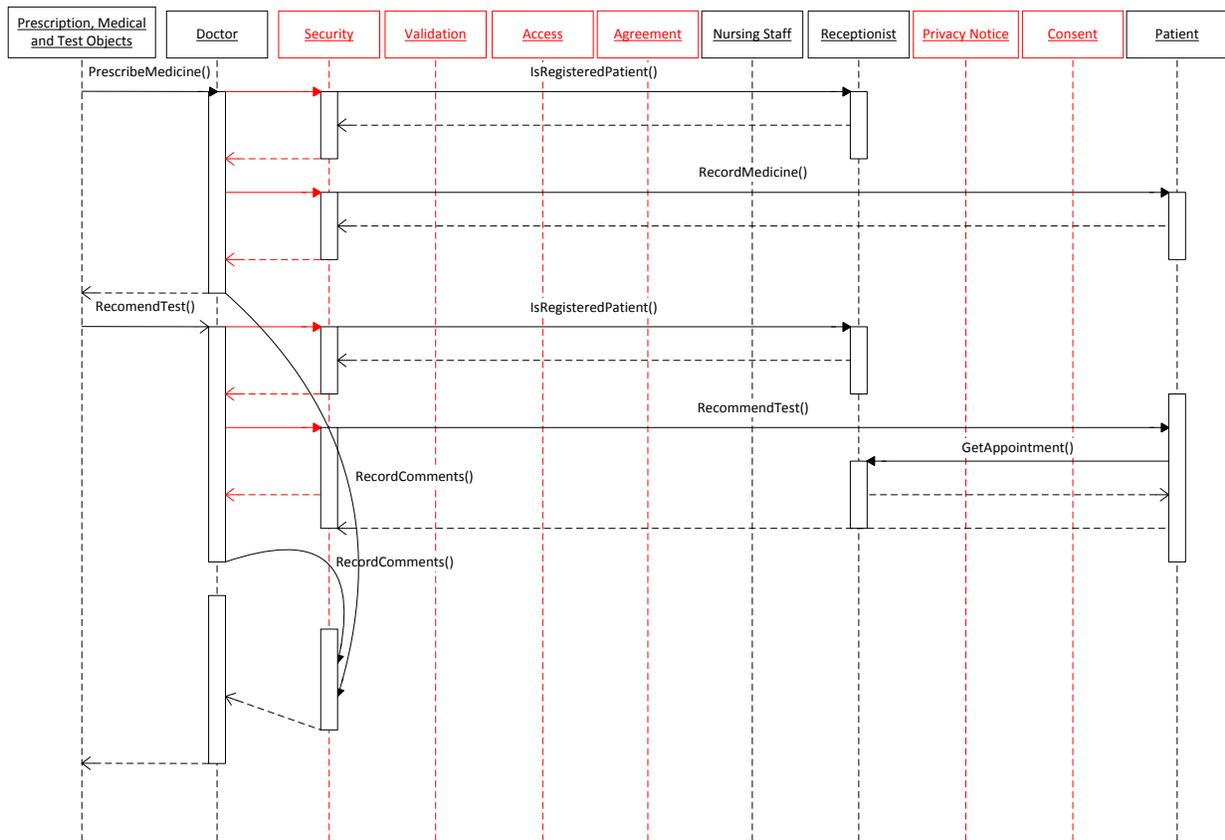 Prescription, Medical
and Test Objects
Doctor
Security
Validation
Access
Agreement
Nursing Staff
Receptionist
Privacy Notice
Consent
Patient
PrescribeMedicine()
IsRegisteredPatient()
RecordMedicine()
RecomendTest()
IsRegisteredPatient()
RecommendTest()
GetAppointment()
RecordComments()
RecordComments()